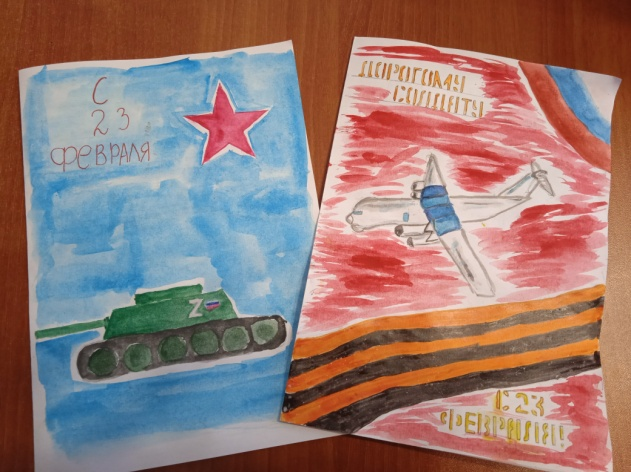 С
23
ФЕВРАЛЯ
Z
ДОРОГОМУ
СОЛДАТУ
С 23
ФЕВРАЛЯ!